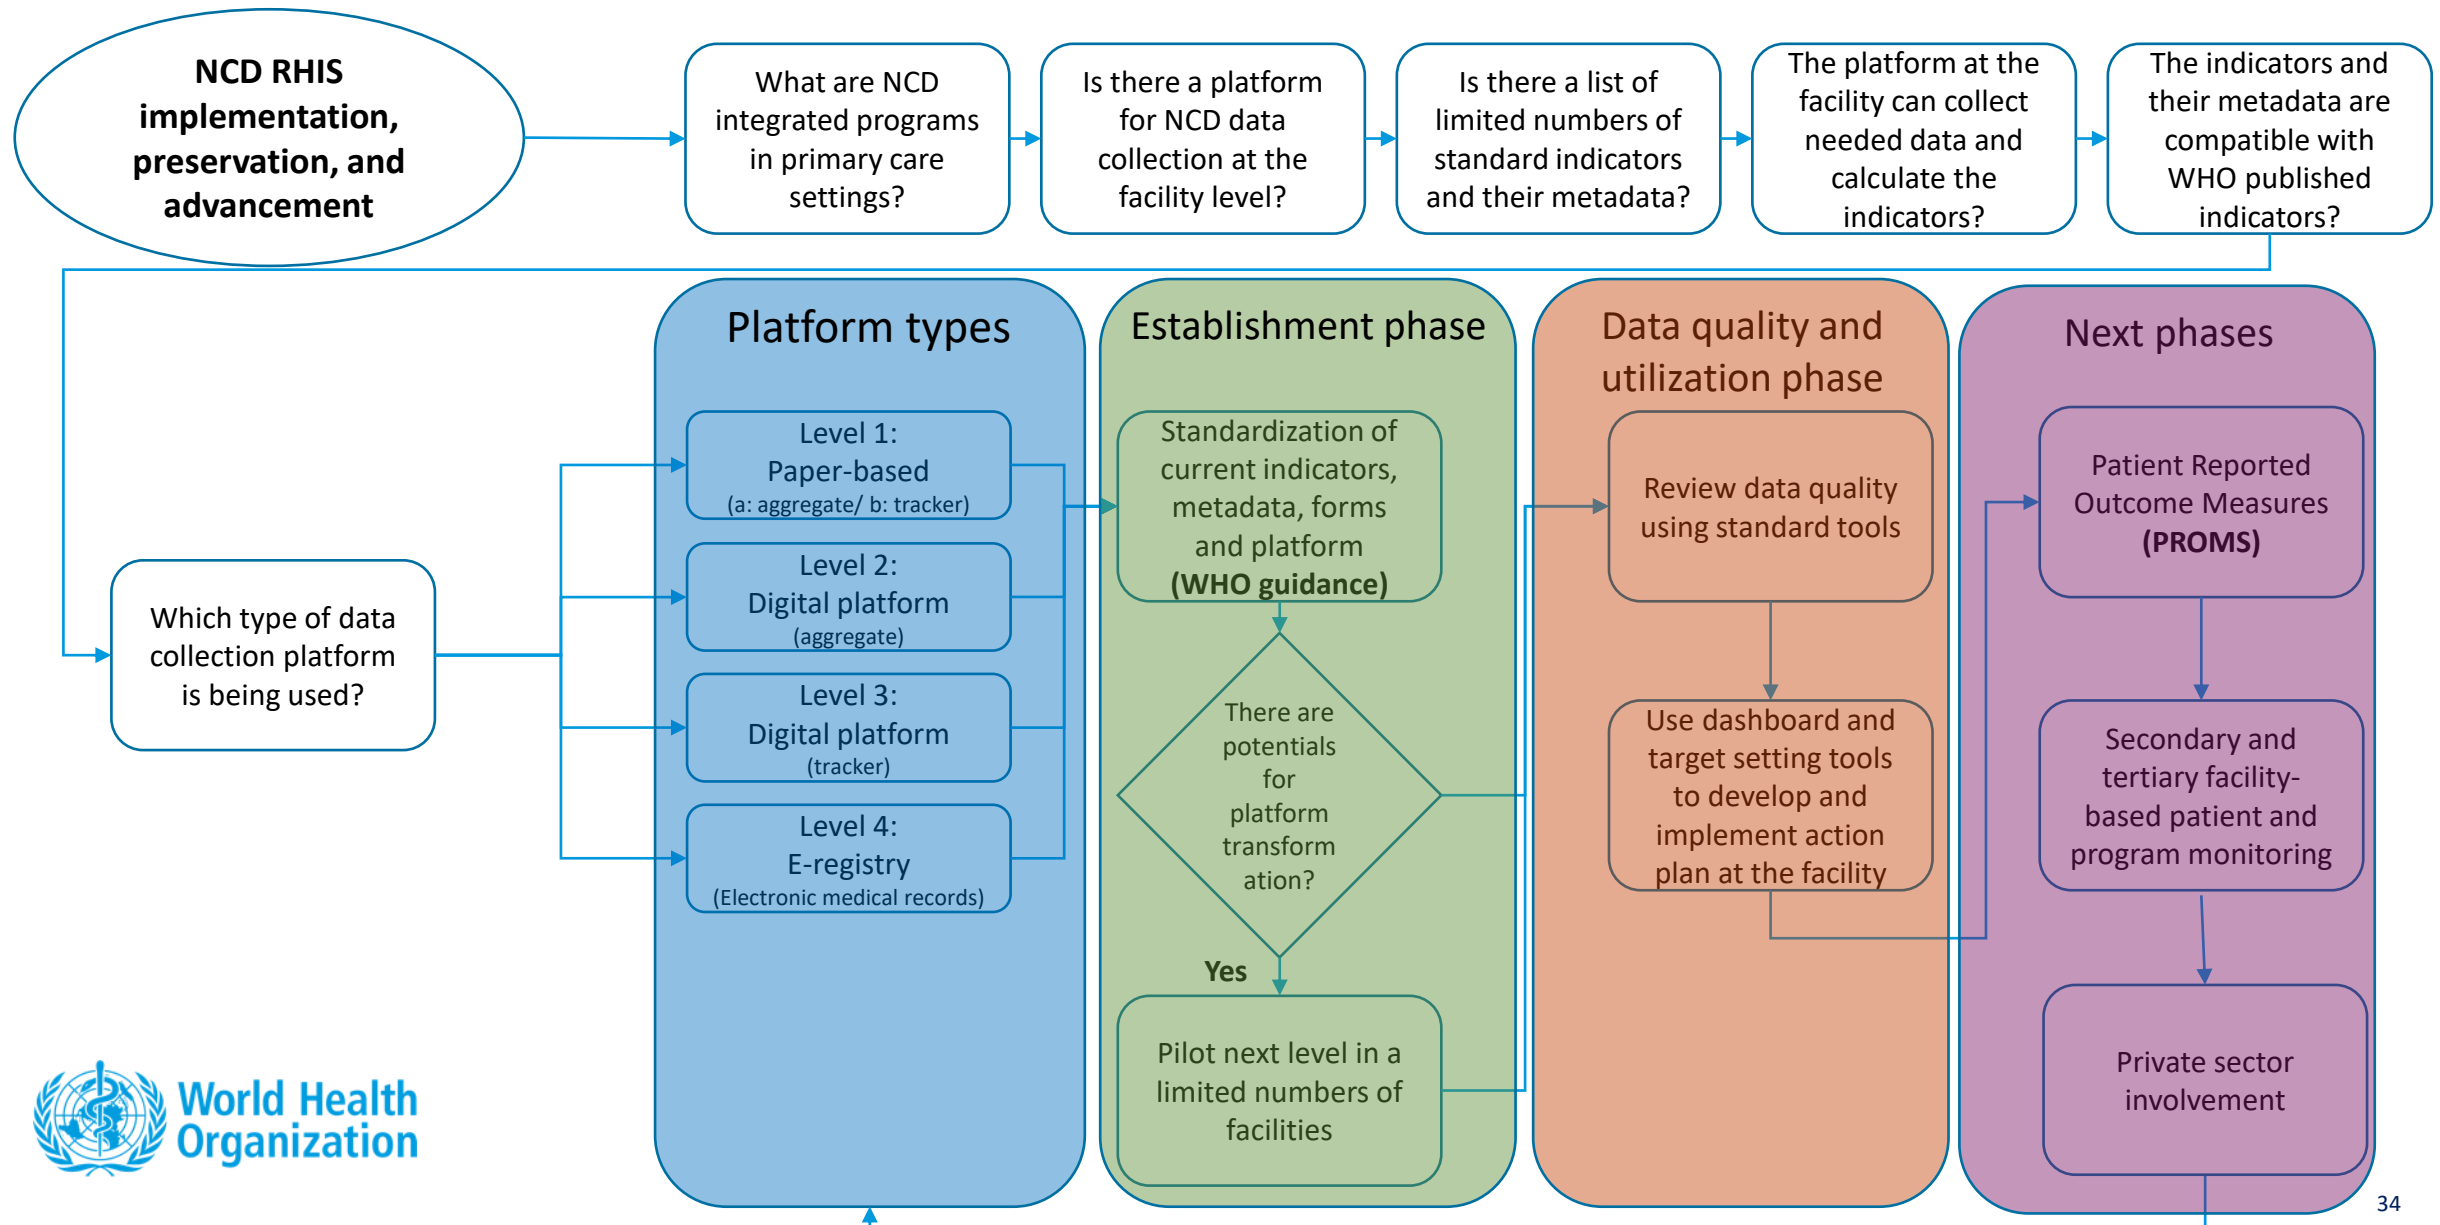 NCD RHIS
implementation,
preservation, and
advancement
What are NCD
integrated programs
in primary care
settings?
Is there a platform
for NCD data
collection at the
facility level?
Is there a list of
limited numbers of
standard indicators
and their metadata?
The platform at the
facility can collect
needed data and
calculate the
indicators?
The indicators and
their metadata are
compatible with
WHO published
indicators?
Which type of data
collection platform
is being used?
Platform types
Level 1:
Paper-based
(a: aggregate/ b: tracker)
Level 2:
Digital platform
(aggregate)
Level 3:
Digital platform
(tracker)
Level 4:
E-registry
(Electronic medical records)
Establishment phase
Standardization of
current indicators,
metadata, forms
and platform
(WHO guidance)
There are
potentials
for
platform
transform
ation?
Yes
Pilot next level in a
limited numbers of
facilities
Data quality and
utilization phase
Review data quality
using standard tools
Use dashboard and
target setting tools
to develop and
implement action
plan at the facility
Next phases
Patient Reported
Outcome Measures
(PROMS)
Secondary and
tertiary facility-
based patient and
program monitoring
Private sector
involvement
World Health
Organization
34